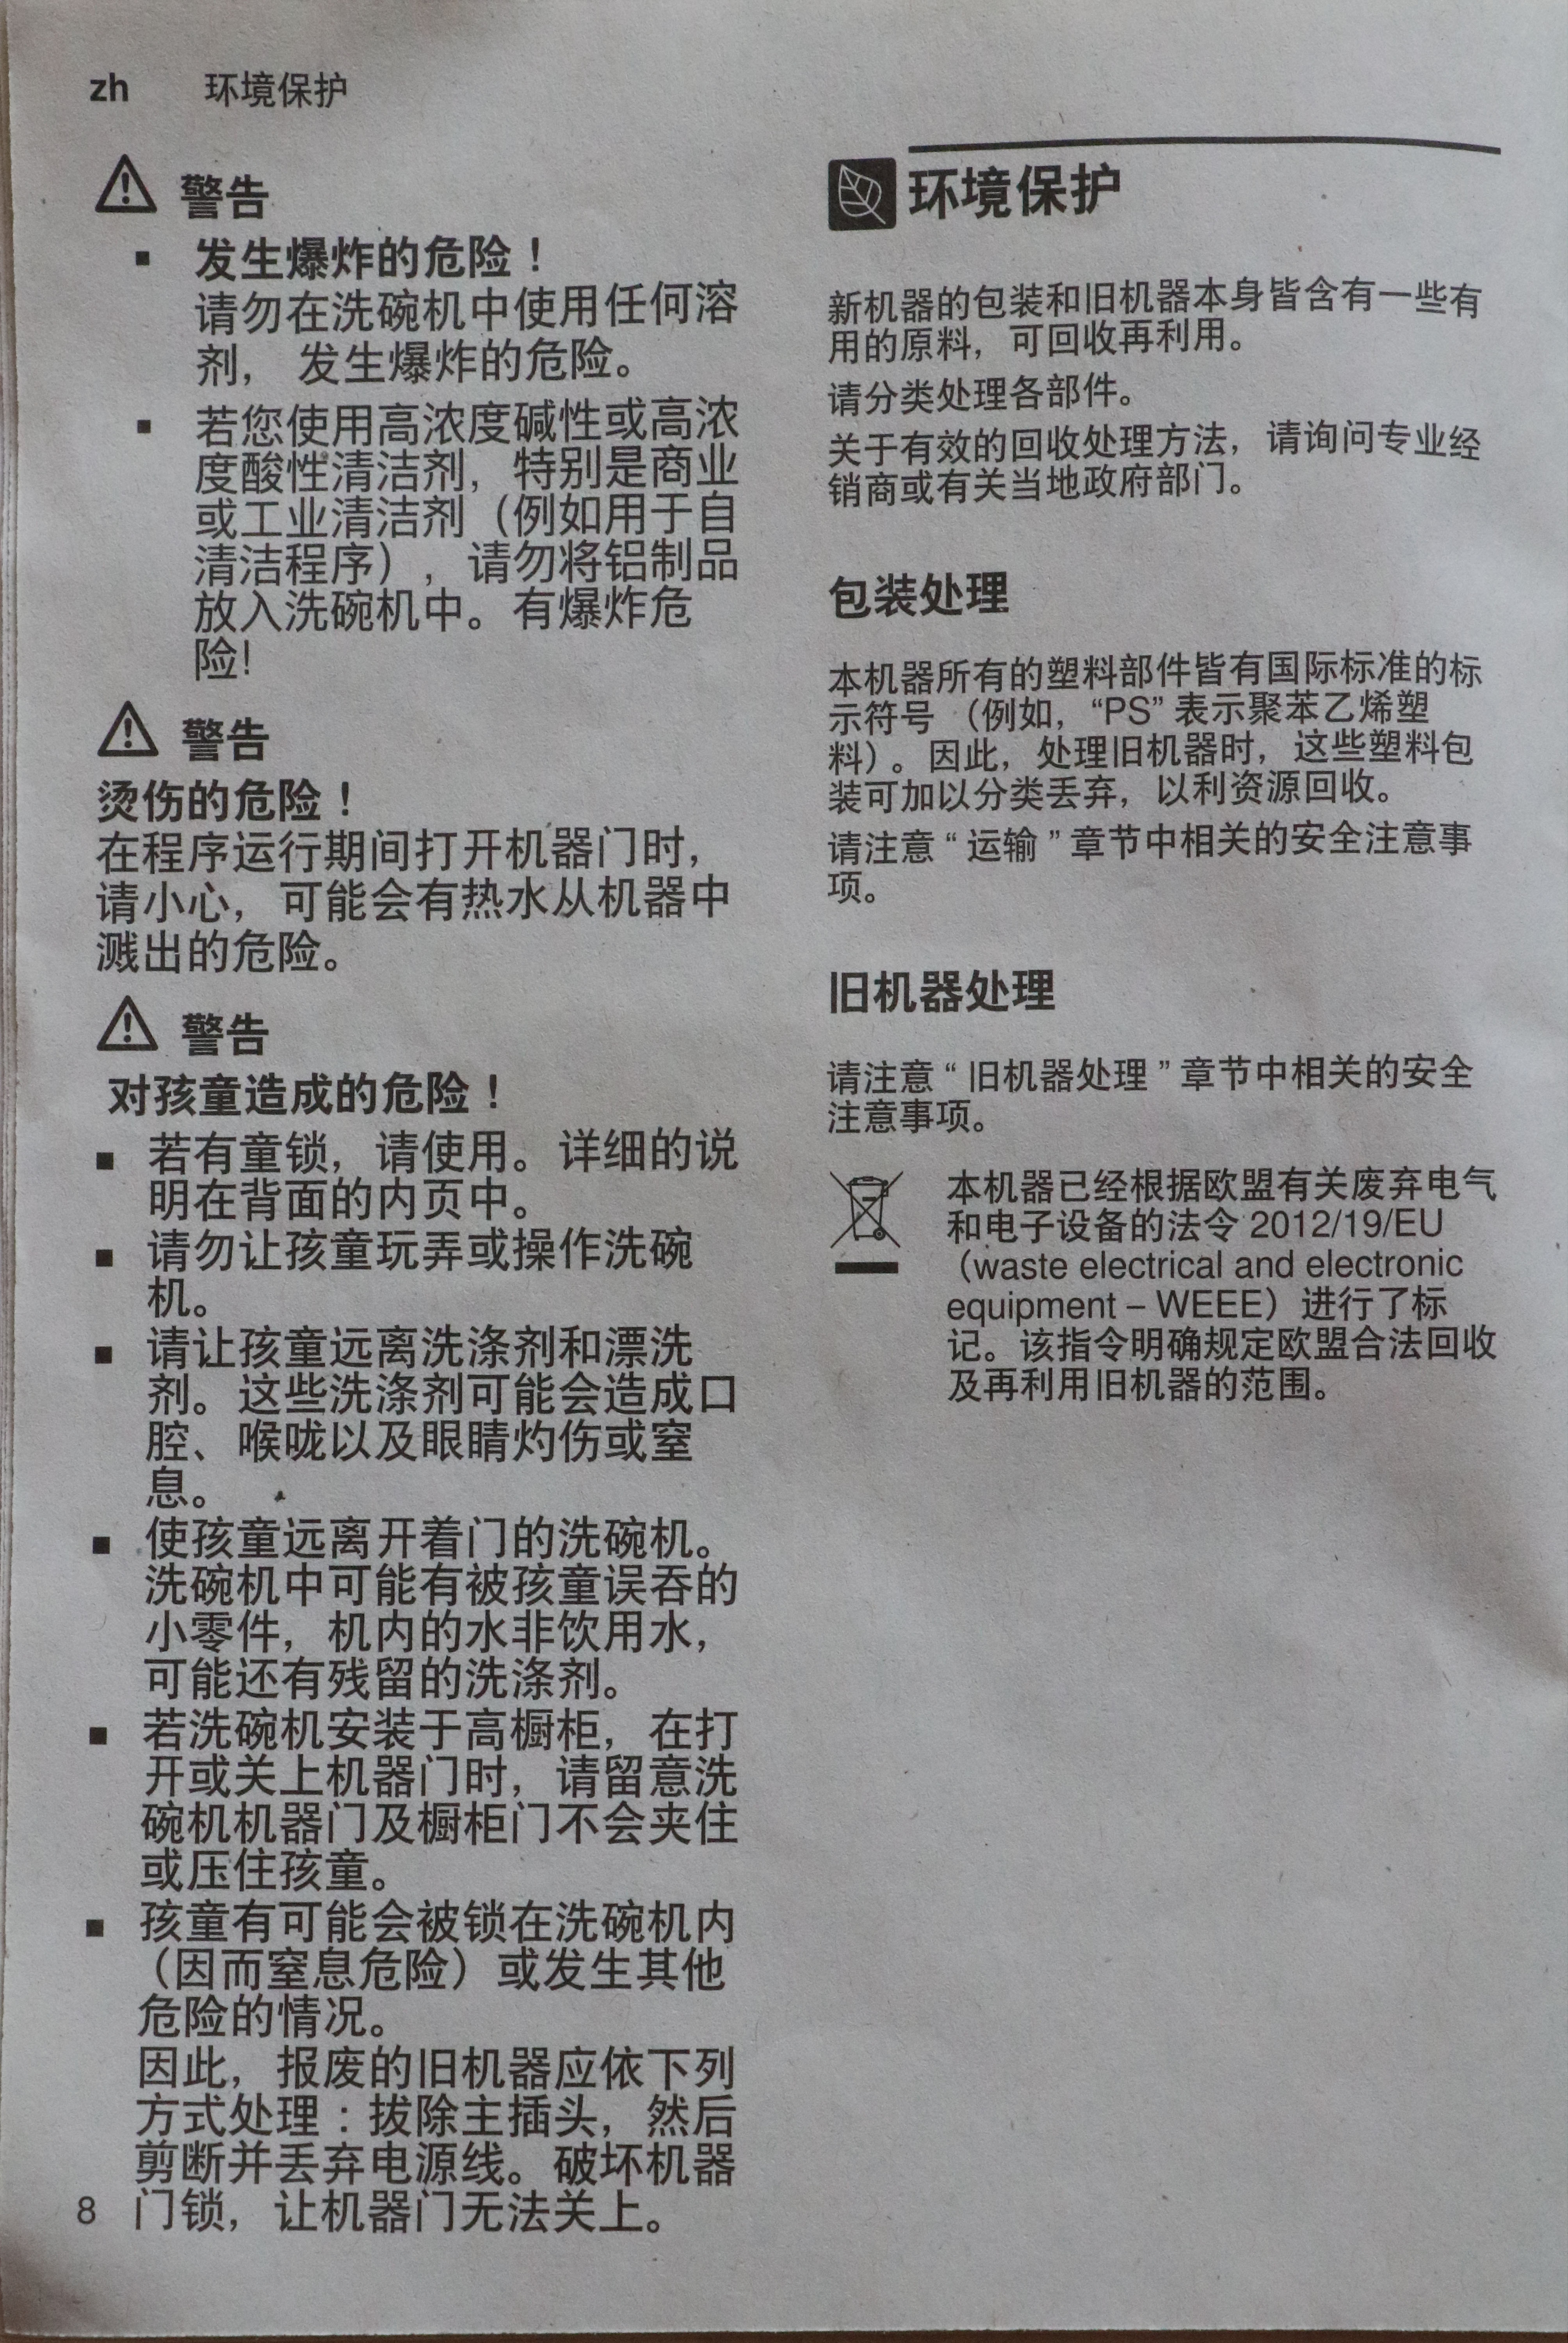 zh 环境保护
警告
▪ 发生爆炸的危险！
请勿在洗碗机中使用任何溶
剂， 发生爆炸的危险。
▪ 若您使用高浓度碱性或高浓
度酸性清洁剂，特别是商业
或工业清洁剂（例如用于自
清洁程序），请勿将铝制品
放入洗碗机中。有爆炸危
险!
警告
烫伤的危险！
在程序运行期间打开机器门时，
请小心，可能会有热水从机器中
溅出的危险。
警告
对孩童造成的危险！
▪ 若有童锁，请使用。详细的说
明在背面的内页中。
▪ 请勿让孩童玩弄或操作洗碗
机。
▪ 请让孩童远离洗涤剂和漂洗
剂。这些洗涤剂可能会造成口
腔、喉咙以及眼睛灼伤或窒
息。
▪ 使孩童远离开着门的洗碗机。
洗碗机中可能有被孩童误吞的
小零件，机内的水非饮用水，
可能还有残留的洗涤剂。
▪ 若洗碗机安装于高橱柜，在打
开或关上机器门时，请留意洗
碗机机器门及橱柜门不会夹住
或压住孩童。
▪ 孩童有可能会被锁在洗碗机内
（因而窒息危险）或发生其他
危险的情况。
因此，报废的旧机器应依下列
方式处理：拔除主插头，然后
剪断并丢弃电源线。破坏机器
门锁，让机器门无法关上。
8
环境保护
新机器的包装和旧机器本身皆含有一些有
用的原料，可回收再利用。
请分类处理各部件。
关于有效的回收处理方法，请询问专业经
销商或有关当地政府部门。
包装处理
本机器所有的塑料部件皆有国际标准的标
示符号 （例如，“PS” 表示聚苯乙烯塑
料）。因此，处理旧机器时，这些塑料包
装可加以分类丢弃，以利资源回收。
请注意 “ 运输 ” 章节中相关的安全注意事
项。
旧机器处理
请注意 “ 旧机器处理 ” 章节中相关的安全
注意事项。
本机器已经根据欧盟有关废弃电气
和电子设备的法令 2012/19/EU
（waste electrical and electronic
equipment – WEEE）进行了标
记。该指令明确规定欧盟合法回收
及再利用旧机器的范围。